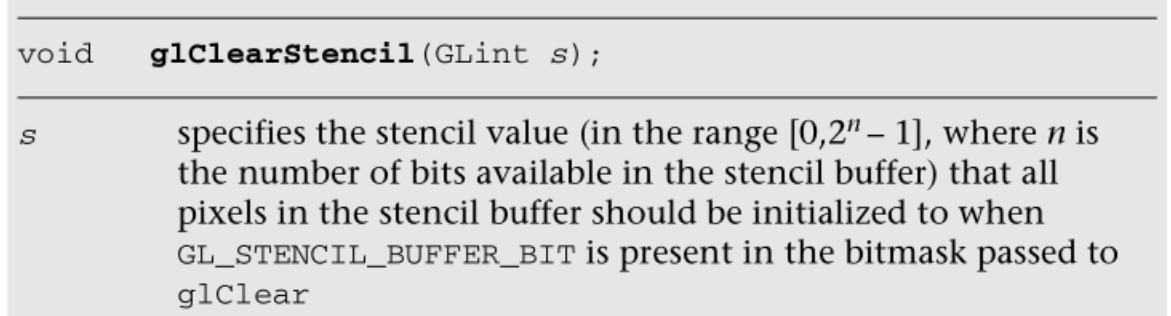 void glClearStencil(GLint s);
s specifies the stencil value (in the range [0,2ⁿ – 1], where n is
the number of bits available in the stencil buffer) that all
pixels in the stencil buffer should be initialized to when
GL_STENCIL_BUFFER_BIT is present in the bitmask passed to
glClear